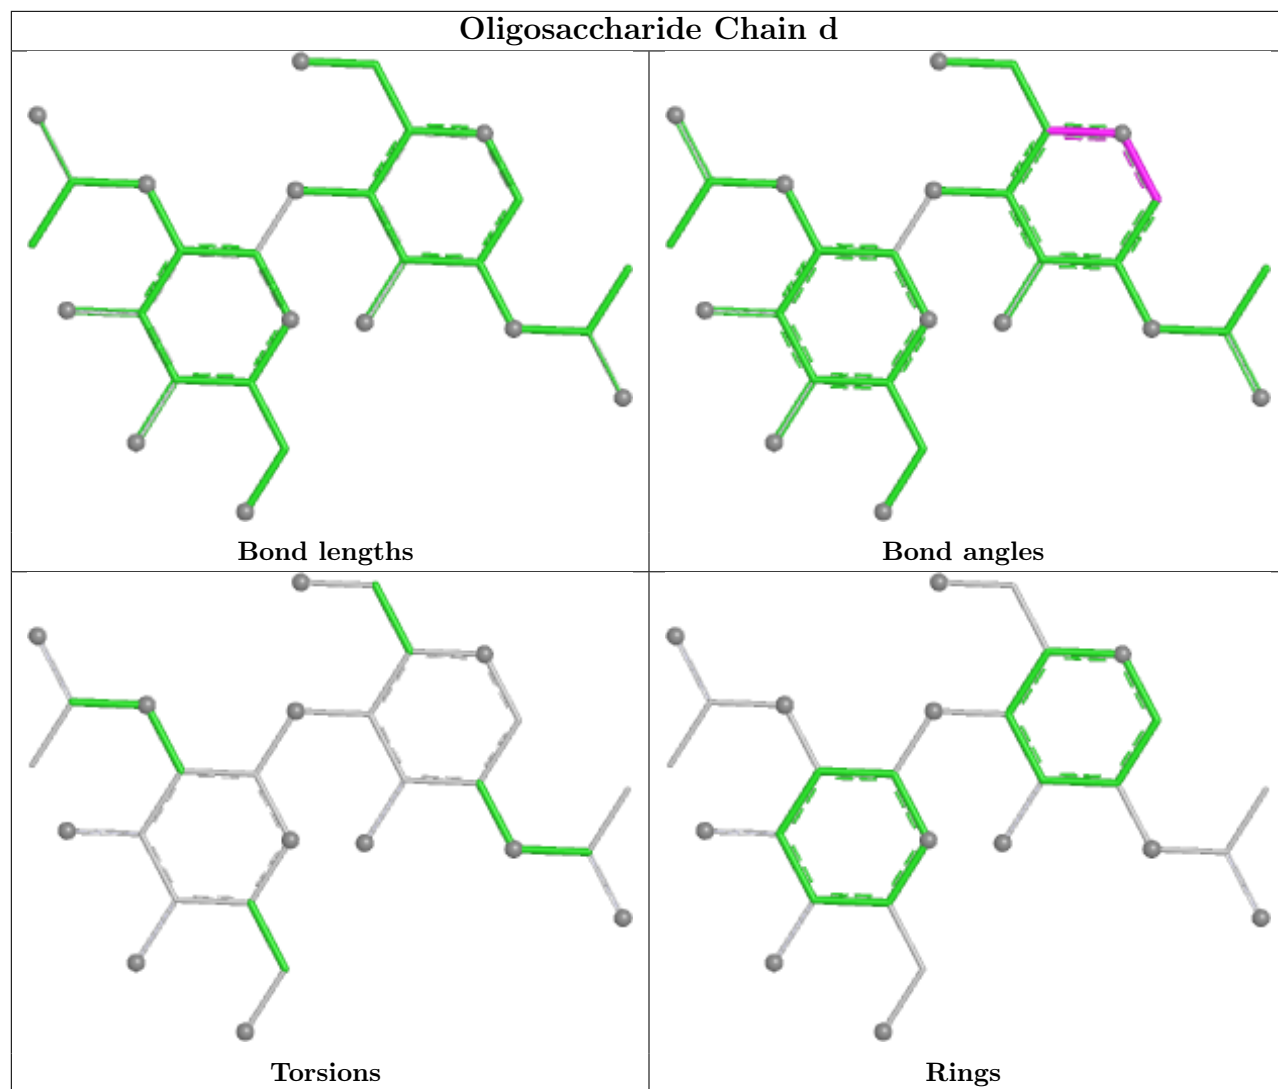 Oligosaccharide Chain d
Bond lengths
Bond angles
Torsions
Rings